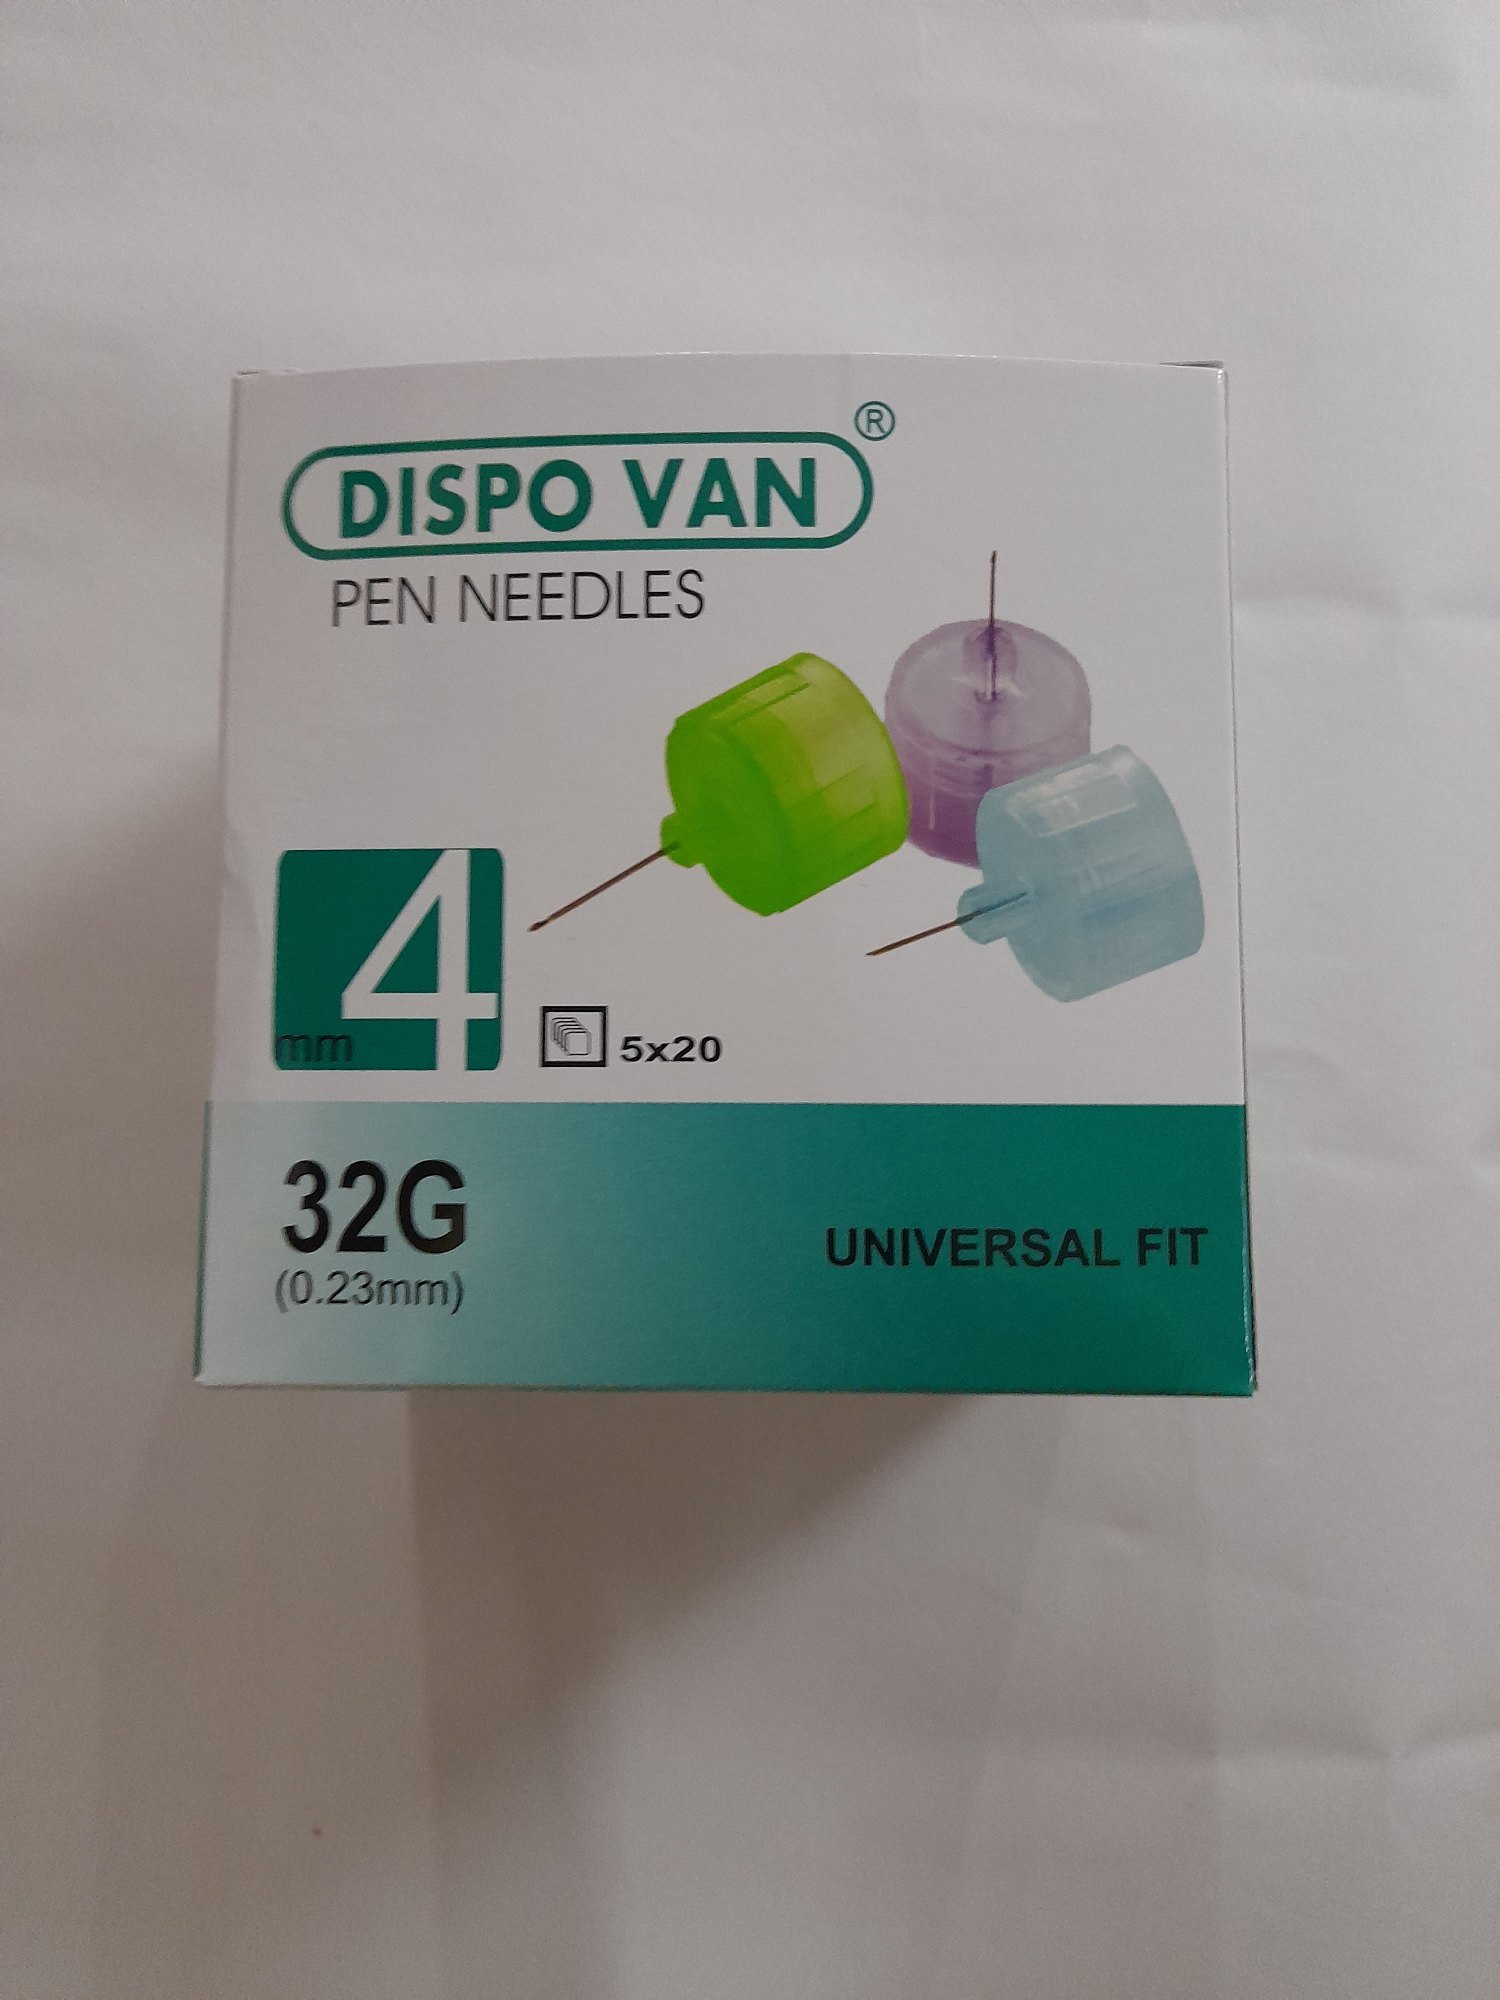 DISPO VAN®
PEN NEEDLES
4
mm
5x20
32G
(0.23mm)
UNIVERSAL FIT